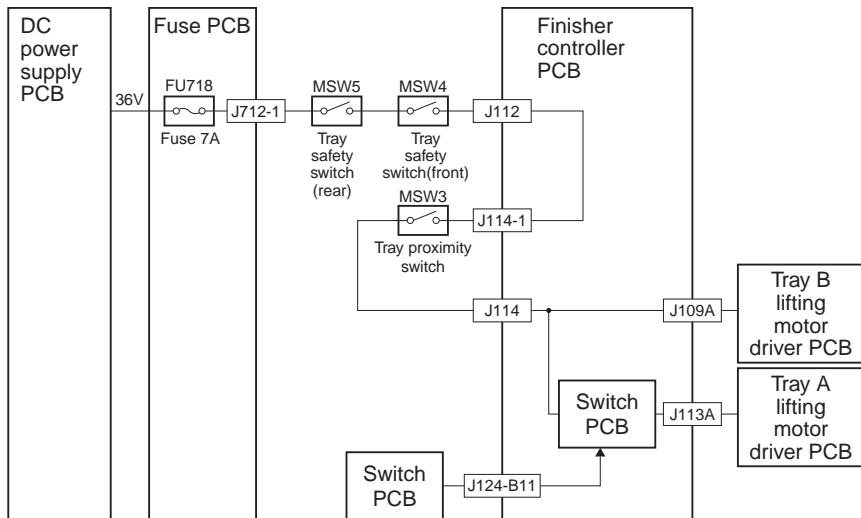 DC
power
supply
PCB
Fuse PCB
Finisher
controller
PCB
36V
FU718
Fuse 7A
J712-1
MSW5
Tray
safety
switch
(rear)
MSW4
Tray
safety
switch(front)
J112
MSW3
Tray proximity
switch
J114-1
J114
J109A
Tray B
lifting
motor
driver PCB
Switch
PCB
J113A
Tray A
lifting
motor
driver PCB
Switch
PCB
J124-B11